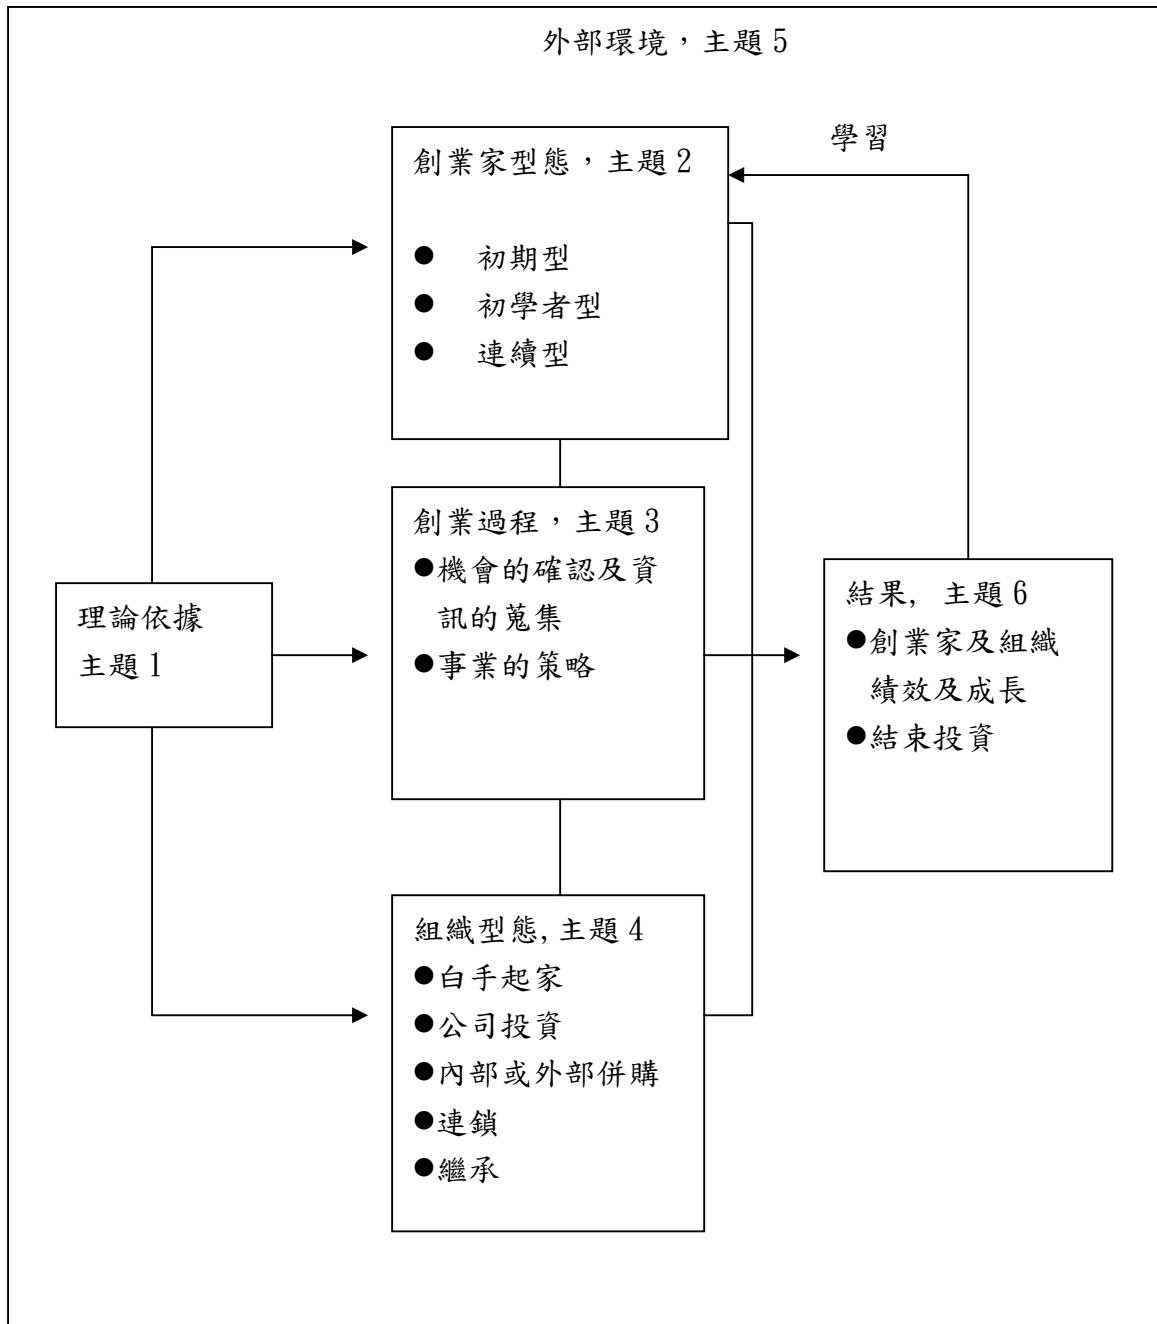 外部環境，主題 5
學習
創業家型態，主題 2
● 初期型
● 初學者型
● 連續型
創業過程，主題 3
●機會的確認及資
訊的蒐集
●事業的策略
理論依據
主題 1
結果, 主題 6
●創業家及組織
績效及成長
●結束投資
組織型態,主題 4
●白手起家
●公司投資
●內部或外部併購
●連鎖
●繼承